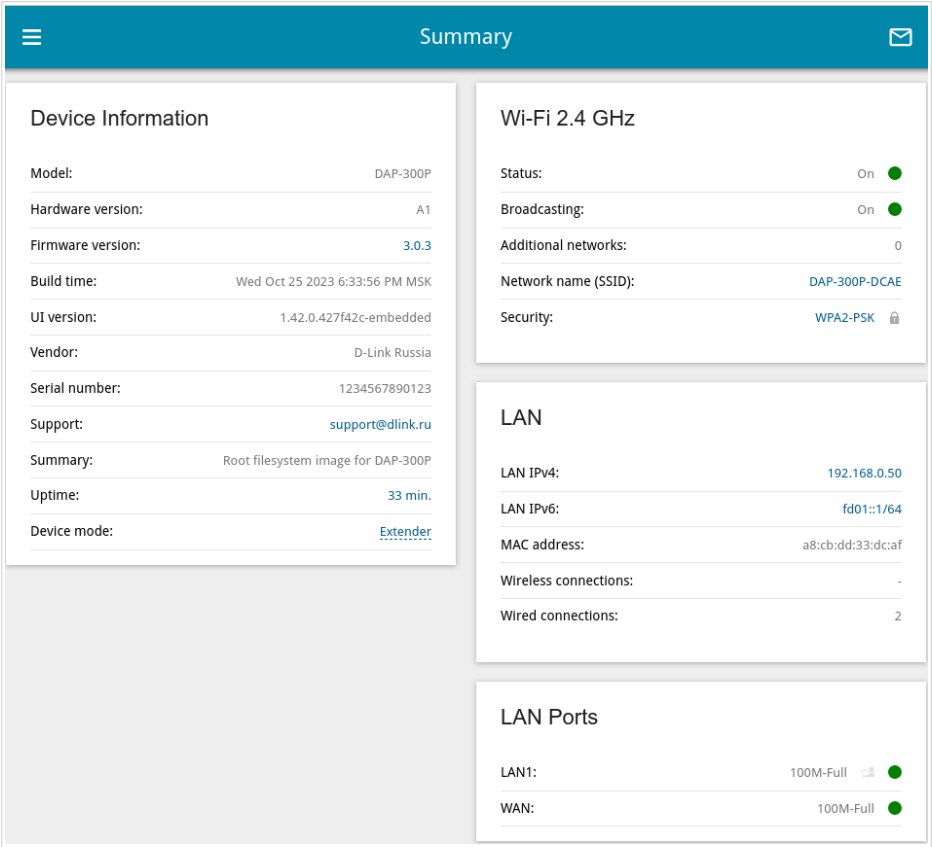 Summary
Device Information
Model: DAP-300P
Hardware version: A1
Firmware version: 3.0.3
Build time: Wed Oct 25 2023 6:33:56 PM MSK
UI version: 1.42.0.427f42c-embedded
Vendor: D-Link Russia
Serial number: 1234567890123
Support: support@dlink.ru
Summary: Root filesystem image for DAP-300P
Uptime: 33 min.
Device mode: Extender
Wi-Fi 2.4 GHz
Status: On
Broadcasting: On
Additional networks: 0
Network name (SSID): DAP-300P-DCAE
Security: WPA2-PSK
LAN
LAN IPv4: 192.168.0.50
LAN IPv6: fd01::1/64
MAC address: a8:cb:dd:33:dc:af
Wireless connections: -
Wired connections: 2
LAN Ports
LAN1: 100M-Full
WAN: 100M-Full